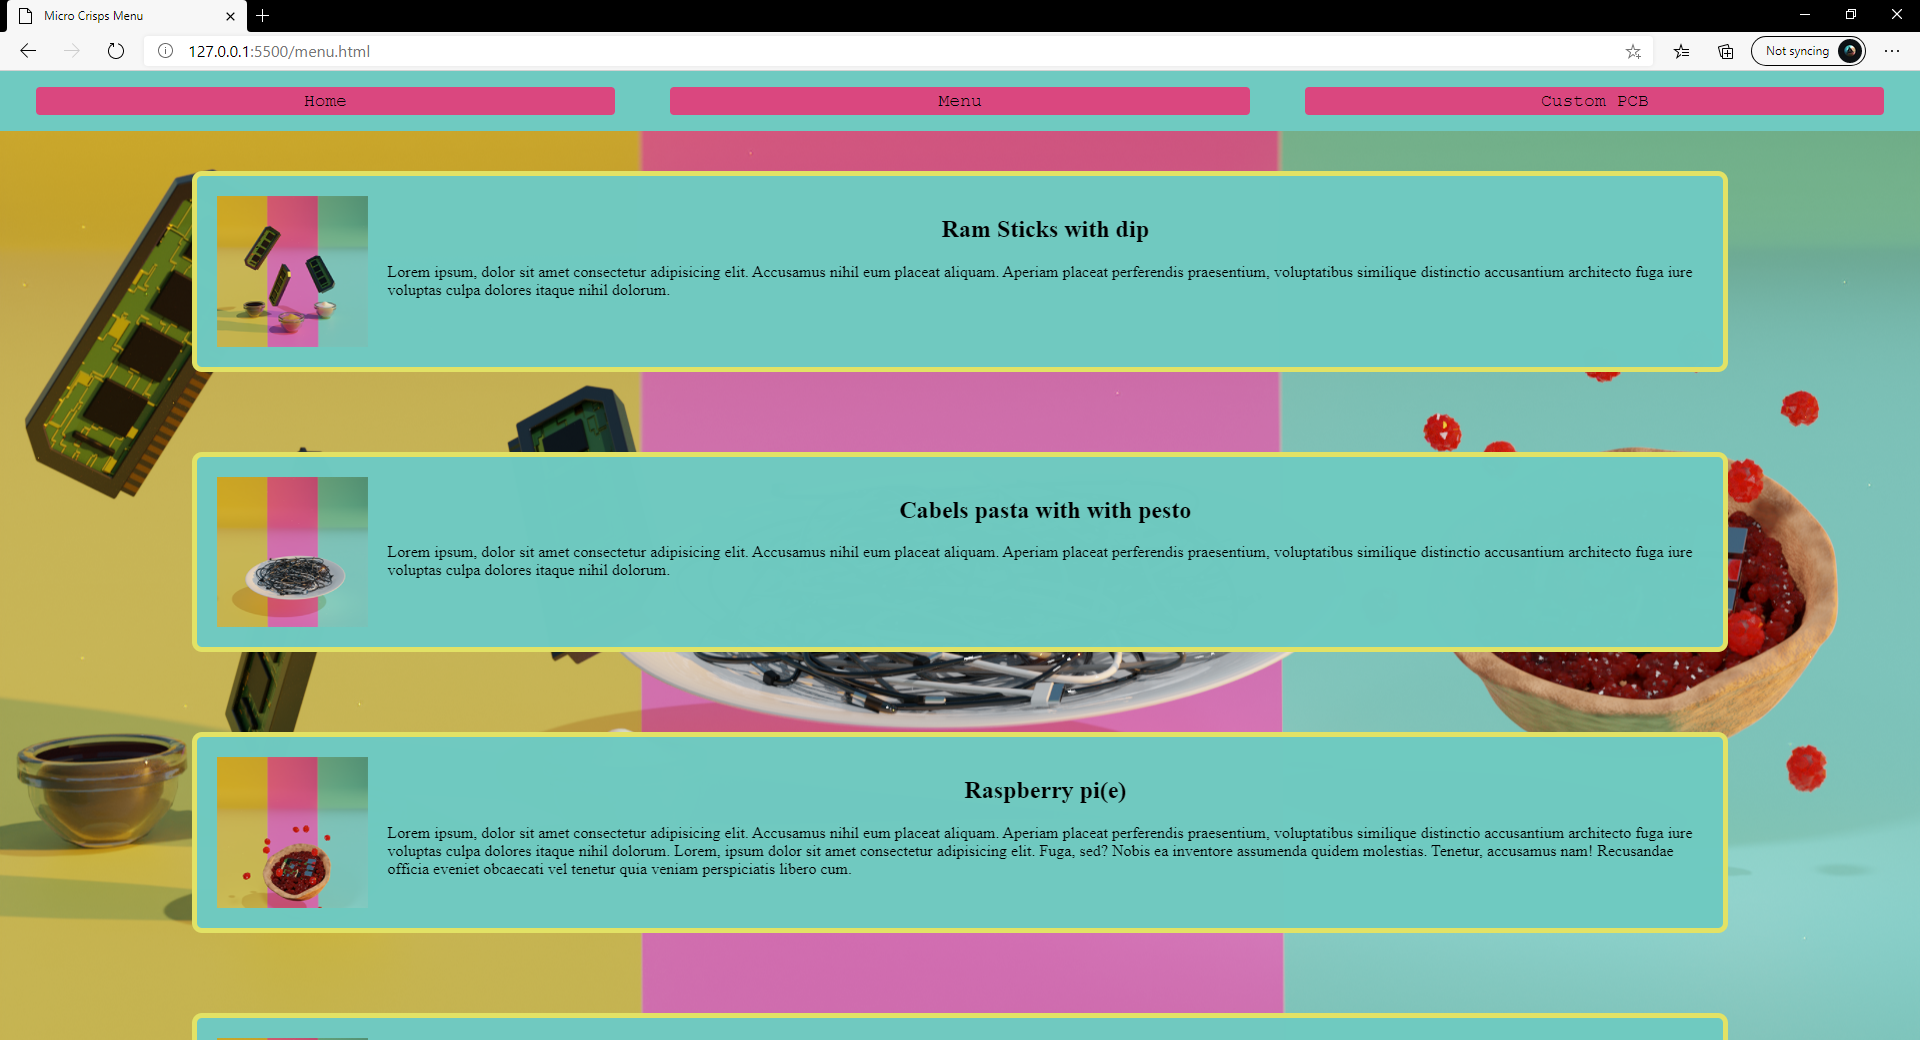 Micro Crisps Menu
Not syncing
127.0.0.1:5500/menu.html
Home
Menu
Custom PCB
Ram Sticks with dip
Lorem ipsum, dolor sit amet consectetur adipisicing elit. Accusamus nihil eum placeat aliquam. Aperiam placeat perferendis praesentium, voluptatibus similique distinctio accusantium architecto fuga iure
voluptas culpa dolores itaque nihil dolorum.
Cabels pasta with with pesto
Lorem ipsum, dolor sit amet consectetur adipisicing elit. Accusamus nihil eum placeat aliquam. Aperiam placeat perferendis praesentium, voluptatibus similique distinctio accusantium architecto fuga iure
voluptas culpa dolores itaque nihil dolorum.
Raspberry pi(e)
Lorem ipsum, dolor sit amet consectetur adipisicing elit. Accusamus nihil eum placeat aliquam. Aperiam placeat perferendis praesentium, voluptatibus similique distinctio accusantium architecto fuga iure
voluptas culpa dolores itaque nihil dolorum. Lorem, ipsum dolor sit amet consectetur adipisicing elit. Fuga, sed? Nobis ea inventore assumenda quidem molestias. Tenetur, accusamus nam! Recusandae
officia eveniet obcaecati vel tenetur quia veniam perspiciatis libero cum.